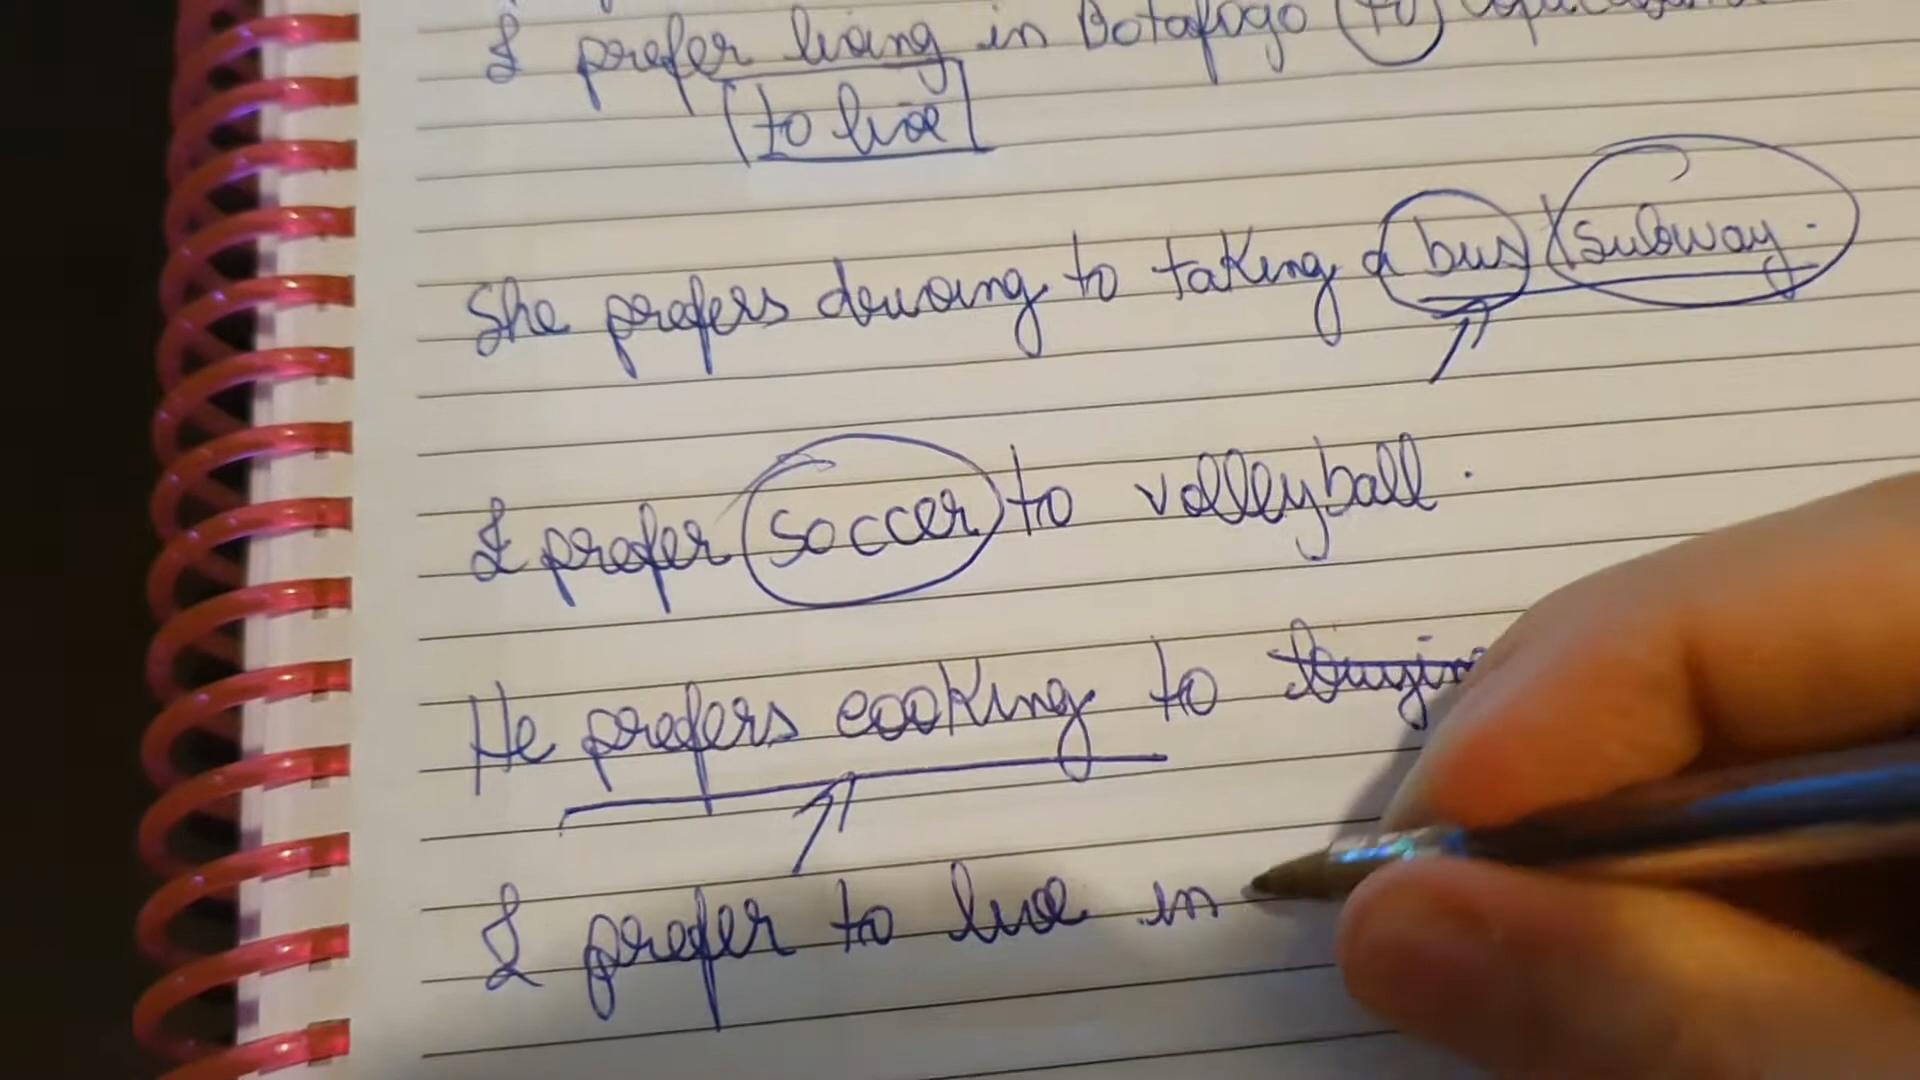 I prefer living in Botafogo to
to live
She prefers driving to taking a bus / subway.
I prefer soccer to volleyball.
He prefers cooking to buyin
I prefer to live in